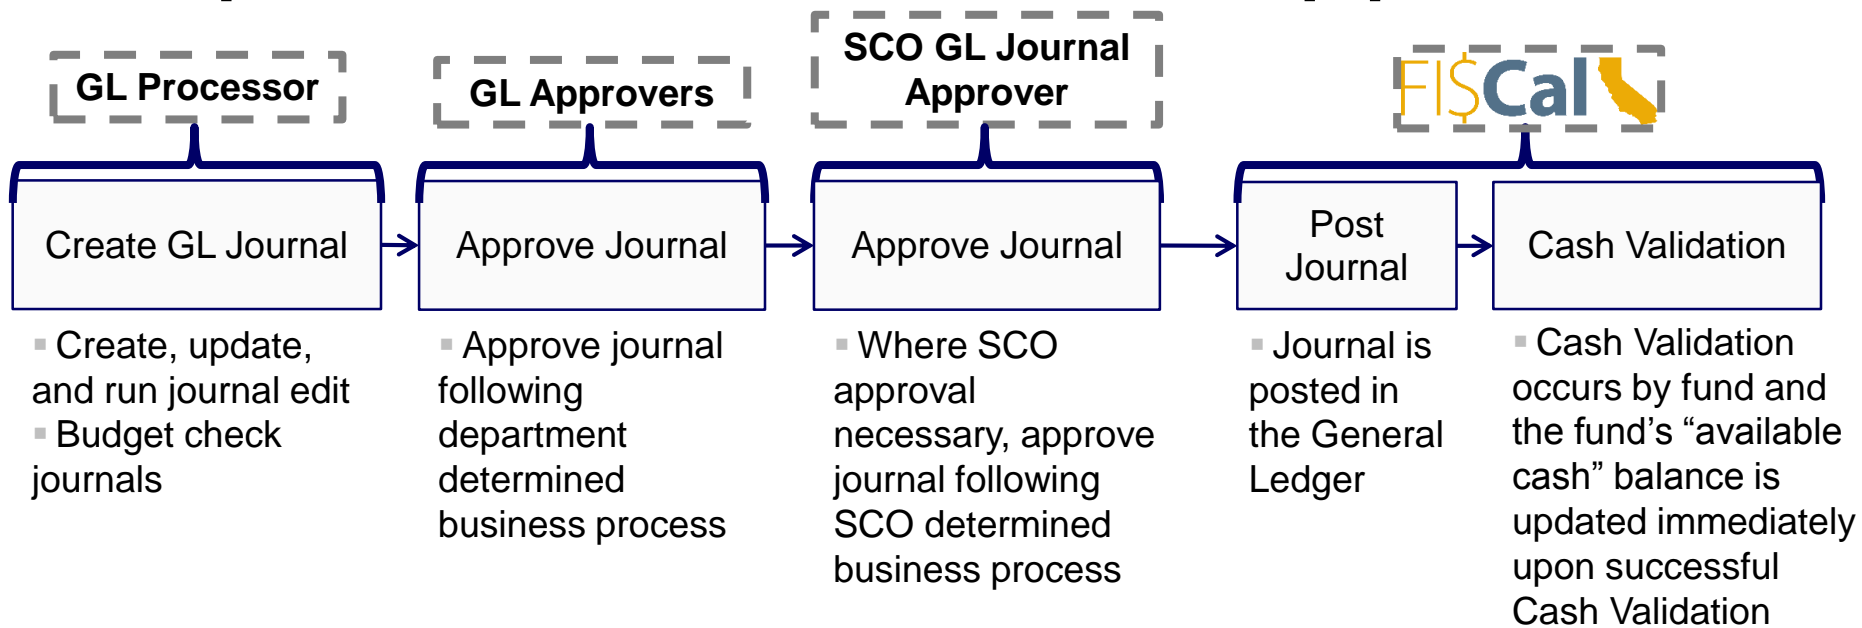 GL Processor
GL Approvers
SCO GL Journal
Approver
FI$Cal
Create GL Journal
Approve Journal
Approve Journal
Post
Journal
Cash Validation
▪ Create, update,
and run journal edit
▪ Budget check
journals
▪ Approve journal
following
department
determined
business process
▪ Where SCO
approval
necessary, approve
journal following
SCO determined
business process
▪ Journal is
posted in
the General
Ledger
▪ Cash Validation
occurs by fund and
the fund’s “available
cash” balance is
updated immediately
upon successful
Cash Validation